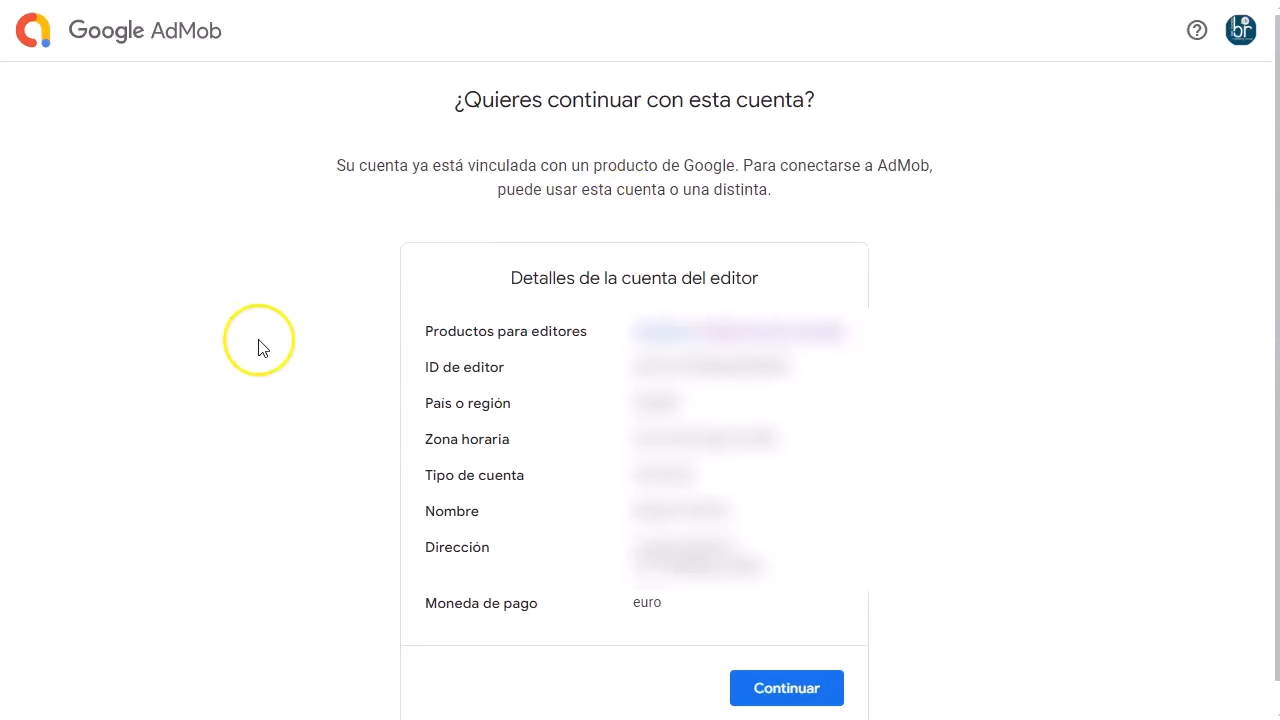 Google AdMob
br
¿Quieres continuar con esta cuenta?
Su cuenta ya está vinculada con un producto de Google. Para conectarse a AdMob,
puede usar esta cuenta o una distinta.
Detalles de la cuenta del editor
Productos para editores
ID de editor
País o región
Zona horaria
Tipo de cuenta
Nombre
Dirección
Moneda de pago euro
Continuar